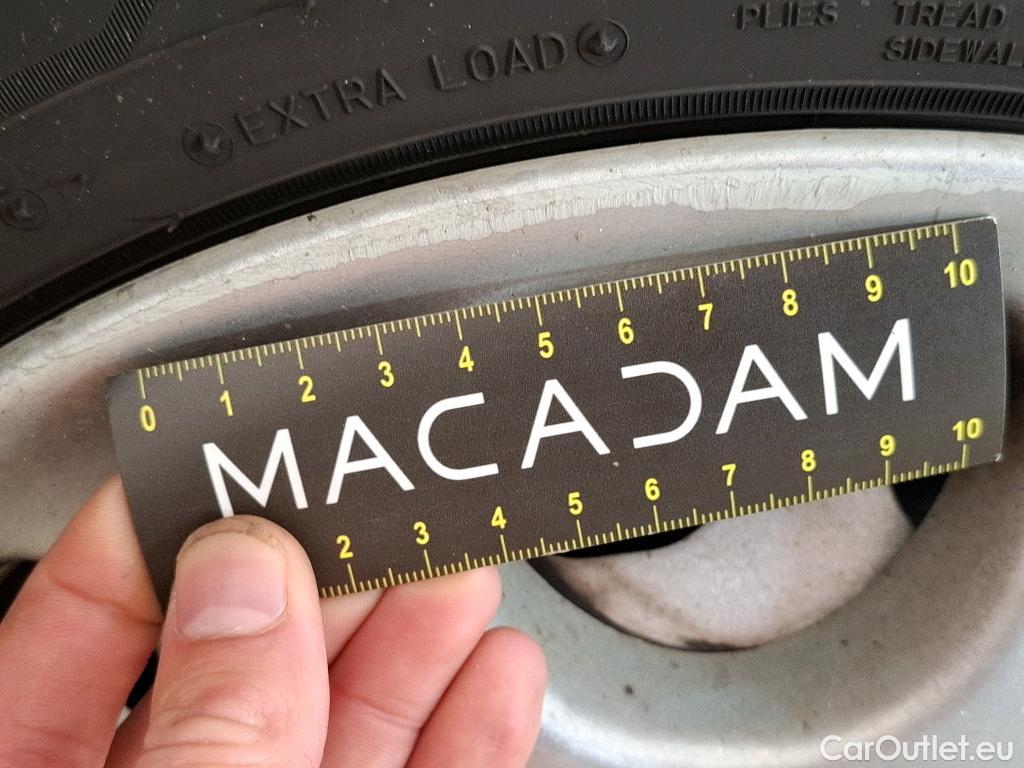 PLIES TREAD
SIDEWAL
EXTRA LOAD
0 1 2 3 4 5 6 7 8 9 10
MACADAM
2 3 4 5 6 7 8 9 10
CarOutlet.eu